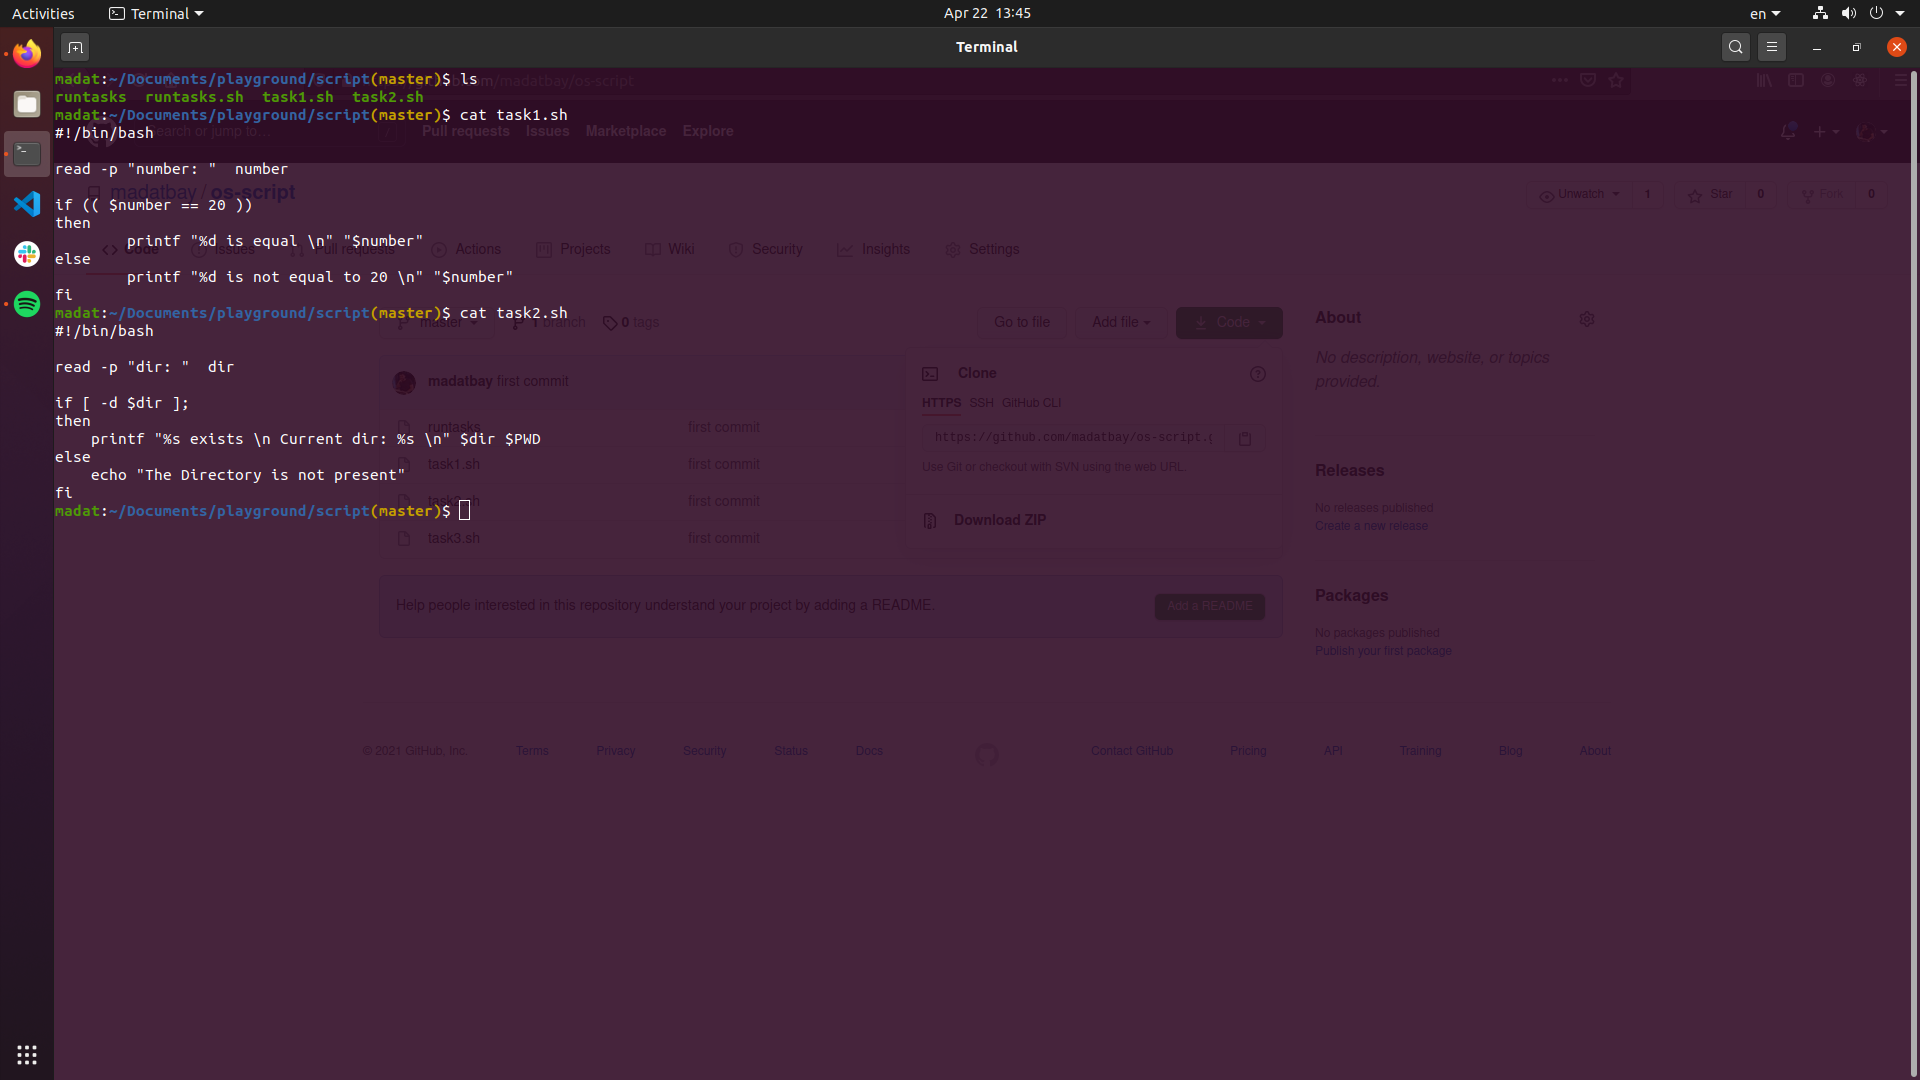 Activities
Terminal
Apr 22 13:45
en
Terminal
madat:~/Documents/playground/script(master)$ ls
runtasks runtasks.sh task1.sh task2.sh
madat:~/Documents/playground/script(master)$ cat task1.sh
#!/bin/bash
read -p "number: " number
if (( $number == 20 ))
then
printf "%d is equal \n" "$number"
else
printf "%d is not equal to 20 \n" "$number"
fi
madat:~/Documents/playground/script(master)$ cat task2.sh
#!/bin/bash
read -p "dir: " dir
if [ -d $dir ];
then
printf "%s exists \n Current dir: %s \n" $dir $PWD
else
echo "The Directory is not present"
fi
madat:~/Documents/playground/script(master)$
madatbay/os-script
or jump to...
Pull requests Issues Marketplace Explore
madatbay / os-script
Unwatch 1 Star 0 Fork 0
Code Issues Pull requests Actions Projects Wiki Security Insights Settings
master 1 branch 0 tags
Go to file Add file Code
madatbay first commit
runtasks first commit
task1.sh first commit
task2.sh first commit
task3.sh first commit
Clone
HTTPS SSH GitHub CLI
https://github.com/madatbay/os-script.g
Use Git or checkout with SVN using the web URL.
Download ZIP
Help people interested in this repository understand your project by adding a README.
Add a README
About
No description, website, or topics
provided.
Releases
No releases published
Create a new release
Packages
No packages published
Publish your first package
© 2021 GitHub, Inc. Terms Privacy Security Status Docs Contact GitHub Pricing API Training Blog About